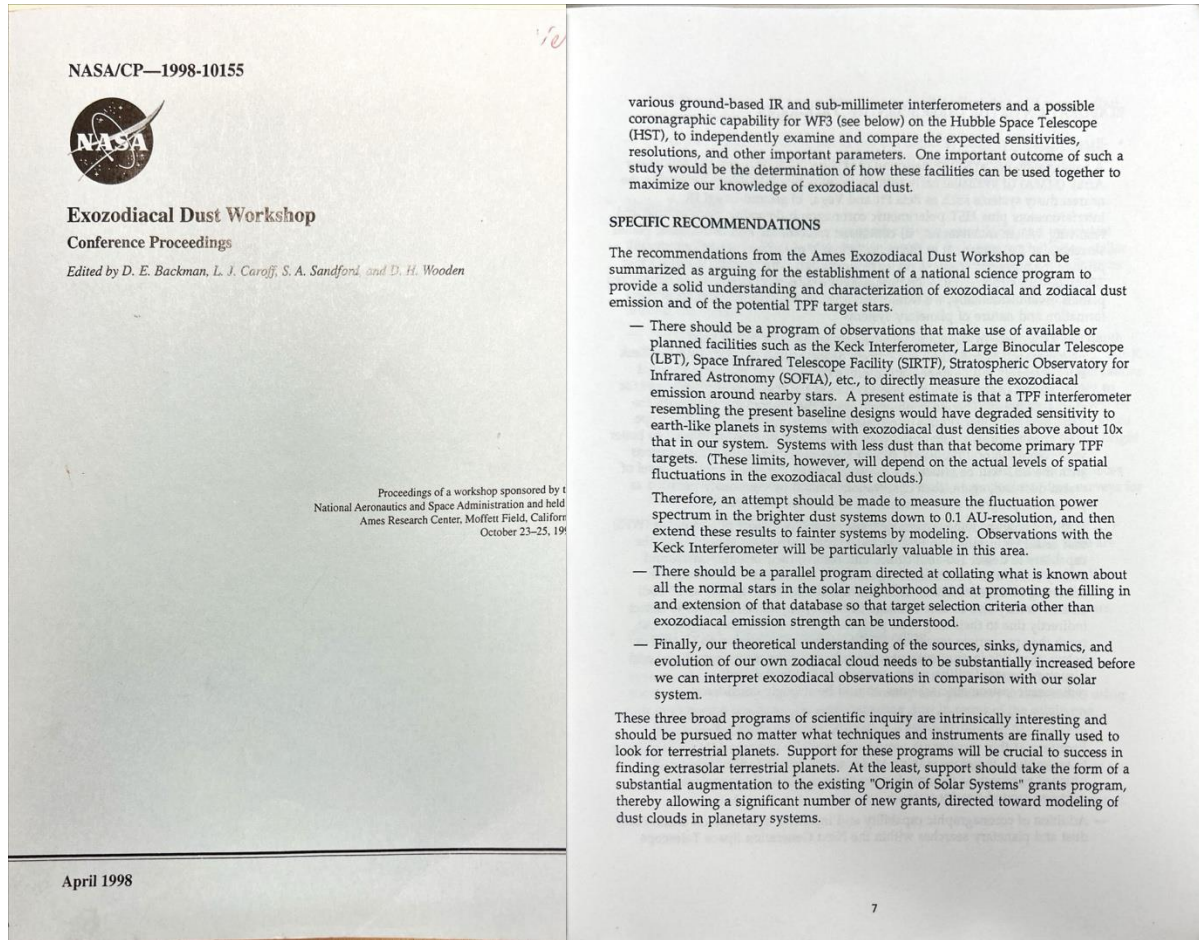 NASA/CP—1998-10155
NASA
Exozodiacal Dust Workshop
Conference Proceedings
Edited by D. E. Backman, L. J. Caroff, S. A. Sandford, and D. H. Wooden
Proceedings of a workshop sponsored by
National Aeronautics and Space Administration and held
Ames Research Center, Moffett Field,
October 23–25,
April 1998
various ground-based IR and sub-millimeter interferometers and a possible
coronagraphic capability for WF3 (see below) on the Hubble Space Telescope
(HST), to independently examine and compare the expected sensitivities,
resolutions, and other important parameters. One important outcome of such a
study would be the determination of how these facilities can be used together to
maximize our knowledge of exozodiacal dust.
SPECIFIC RECOMMENDATIONS
The recommendations from the Ames Exozodiacal Dust Workshop can be
summarized as arguing for the establishment of a national science program to
provide a solid understanding and characterization of exozodiacal and zodiacal dust
emission and of the potential TPF target stars.
— There should be a program of observations that make use of available or
planned facilities such as the Keck Interferometer, Large Binocular Telescope
(LBT), Space Infrared Telescope Facility (SIRTF), Stratospheric Observatory for
Infrared Astronomy (SOFIA), etc., to directly measure the exozodiacal
emission around nearby stars. A present estimate is that a TPF interferometer
resembling the present baseline designs would have degraded sensitivity to
earth-like planets in systems with exozodiacal dust densities above about 10x
that in our system. Systems with less dust than that become primary TPF
targets. (These limits, however, will depend on the actual levels of spatial
fluctuations in the exozodiacal dust clouds.)
Therefore, an attempt should be made to measure the fluctuation power
spectrum in the brighter dust systems down to 0.1 AU-resolution, and then
extend these results to fainter systems by modeling. Observations with the
Keck Interferometer will be particularly valuable in this area.
— There should be a parallel program directed at collating what is known about
all the normal stars in the solar neighborhood and at promoting the filling in
and extension of that database so that target selection criteria other than
exozodiacal emission strength can be understood.
— Finally, our theoretical understanding of the sources, sinks, dynamics, and
evolution of our own zodiacal cloud needs to be substantially increased before
we can interpret exozodiacal observations in comparison with our solar
system.
These three broad programs of scientific inquiry are intrinsically interesting and
should be pursued no matter what techniques and instruments are finally used to
look for terrestrial planets. Support for these programs will be crucial to success in
finding extrasolar terrestrial planets. At the least, support should take the form of a
substantial augmentation to the existing "Origin of Solar Systems" grants program,
thereby allowing a significant number of new grants, directed toward modeling of
dust clouds in planetary systems.
7